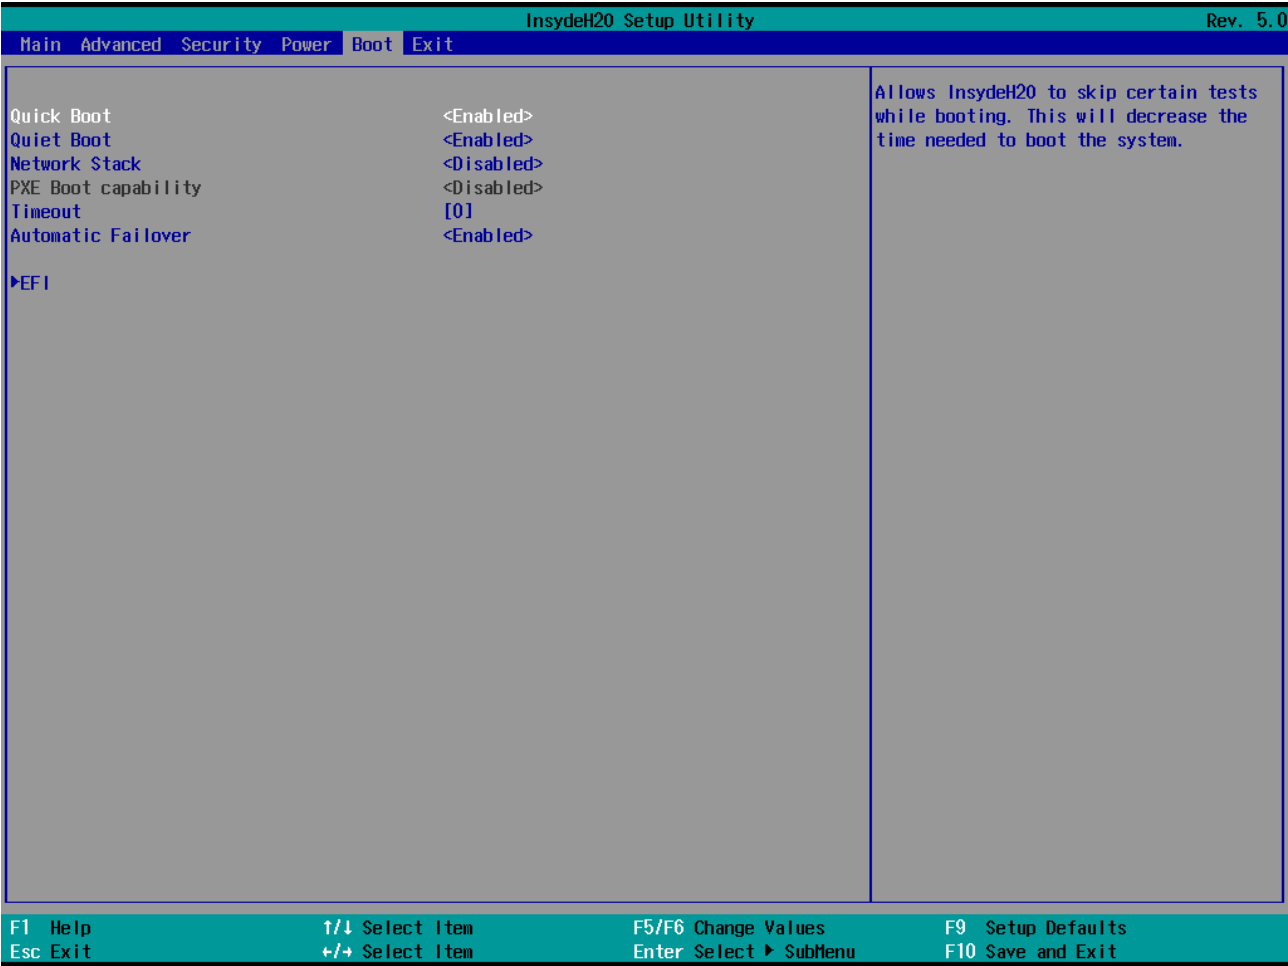 InsydeH20 Setup Utility Rev. 5.0
Main Advanced Security Power Boot Exit
Quick Boot <Enabled>
Quiet Boot <Enabled>
Network Stack <Disabled>
PXE Boot capability <Disabled>
Timeout [0]
Automatic Failover <Enabled>
▶EFI
Allows InsydeH20 to skip certain tests
while booting. This will decrease the
time needed to boot the system.
F1 Help ↑/↓ Select Item F5/F6 Change Values F9 Setup Defaults
Esc Exit ←/→ Select Item Enter Select ▶ SubMenu F10 Save and Exit